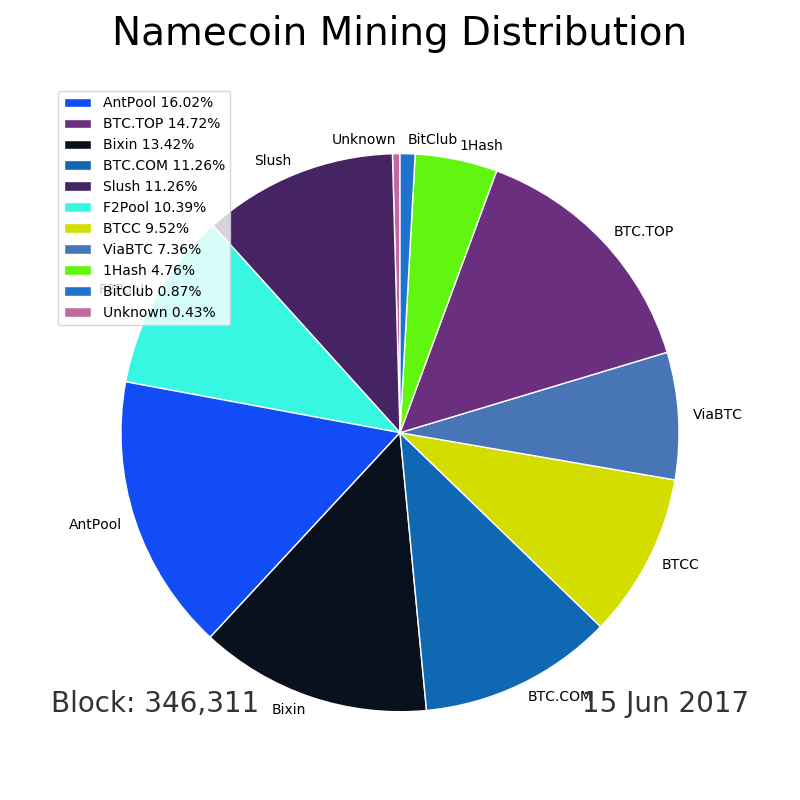 Namecoin Mining Distribution
AntPool 16.02%
BTC.TOP 14.72%
Bixin 13.42%
BTC.COM 11.26%
Slush 11.26%
F2Pool 10.39%
BTCC 9.52%
ViaBTC 7.36%
1Hash 4.76%
BitClub 0.87%
Unknown 0.43%
Unknown
BitClub
1Hash
Slush
BTC.TOP
ViaBTC
AntPool
BTCC
BTC.COM
Bixin
Block: 346,311
15 Jun 2017